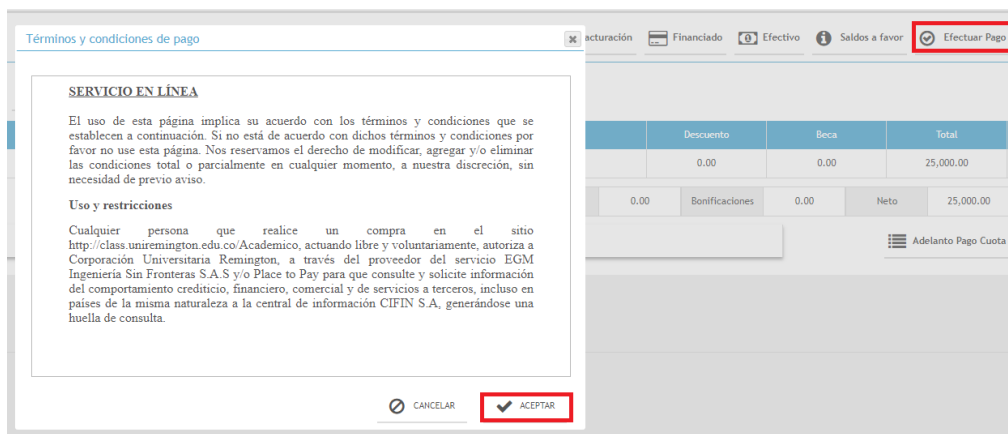 Términos y condiciones de pago
Financiado
Efectivo
Saldos a favor
Efectuar Pago
SERVICIO EN LÍNEA
El uso de esta página implica su acuerdo con los términos y condiciones que se
establecen a continuación. Si no está de acuerdo con dichos términos y condiciones por
favor no use esta página. Nos reservamos el derecho de modificar, agregar y/o eliminar
las condiciones total o parcialmente en cualquier momento, a nuestra discreción, sin
necesidad de previo aviso.
Uso y restricciones
Cualquier persona que realice un compra en el sitio
http://class.uniremington.edu.co/Academico, actuando libre y voluntariamente, autoriza a
Corporación Universitaria Remington, a través del proveedor del servicio EGM
Ingeniería Sin Fronteras S.A.S y/o Place to Pay para que consulte y solicite información
del comportamiento crediticio, financiero, comercial y de servicios a terceros, incluso en
países de la misma naturaleza a la central de información CIFIN S.A, generándose una
huella de consulta.
CANCELAR
ACEPTAR
Descuento Beca Total
0.00 0.00 25,000.00
0.00 Bonificaciones 0.00 Neto 25,000.00
Adelanto Pago Cuota